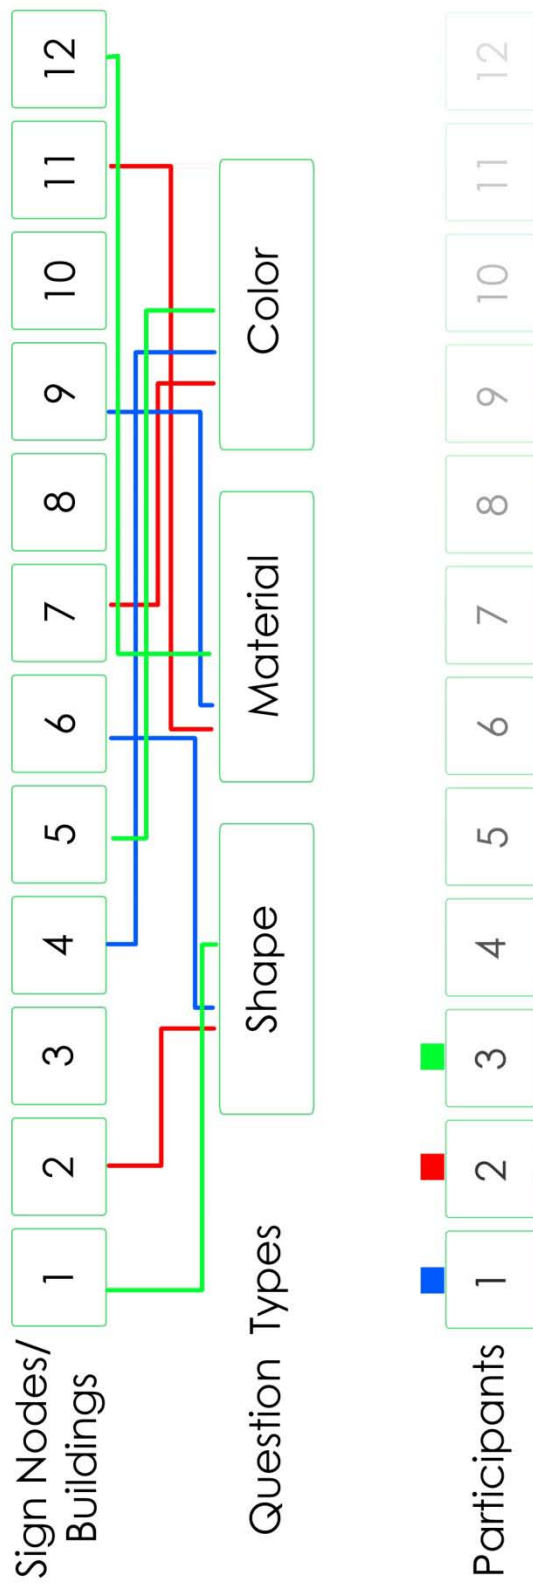 Sign Nodes/
Buildings
1 2 3 4 5 6 7 8 9 10 11 12
Question Types
Shape Material Color
Participants
1 2 3 4 5 6 7 8 9 10 11 12